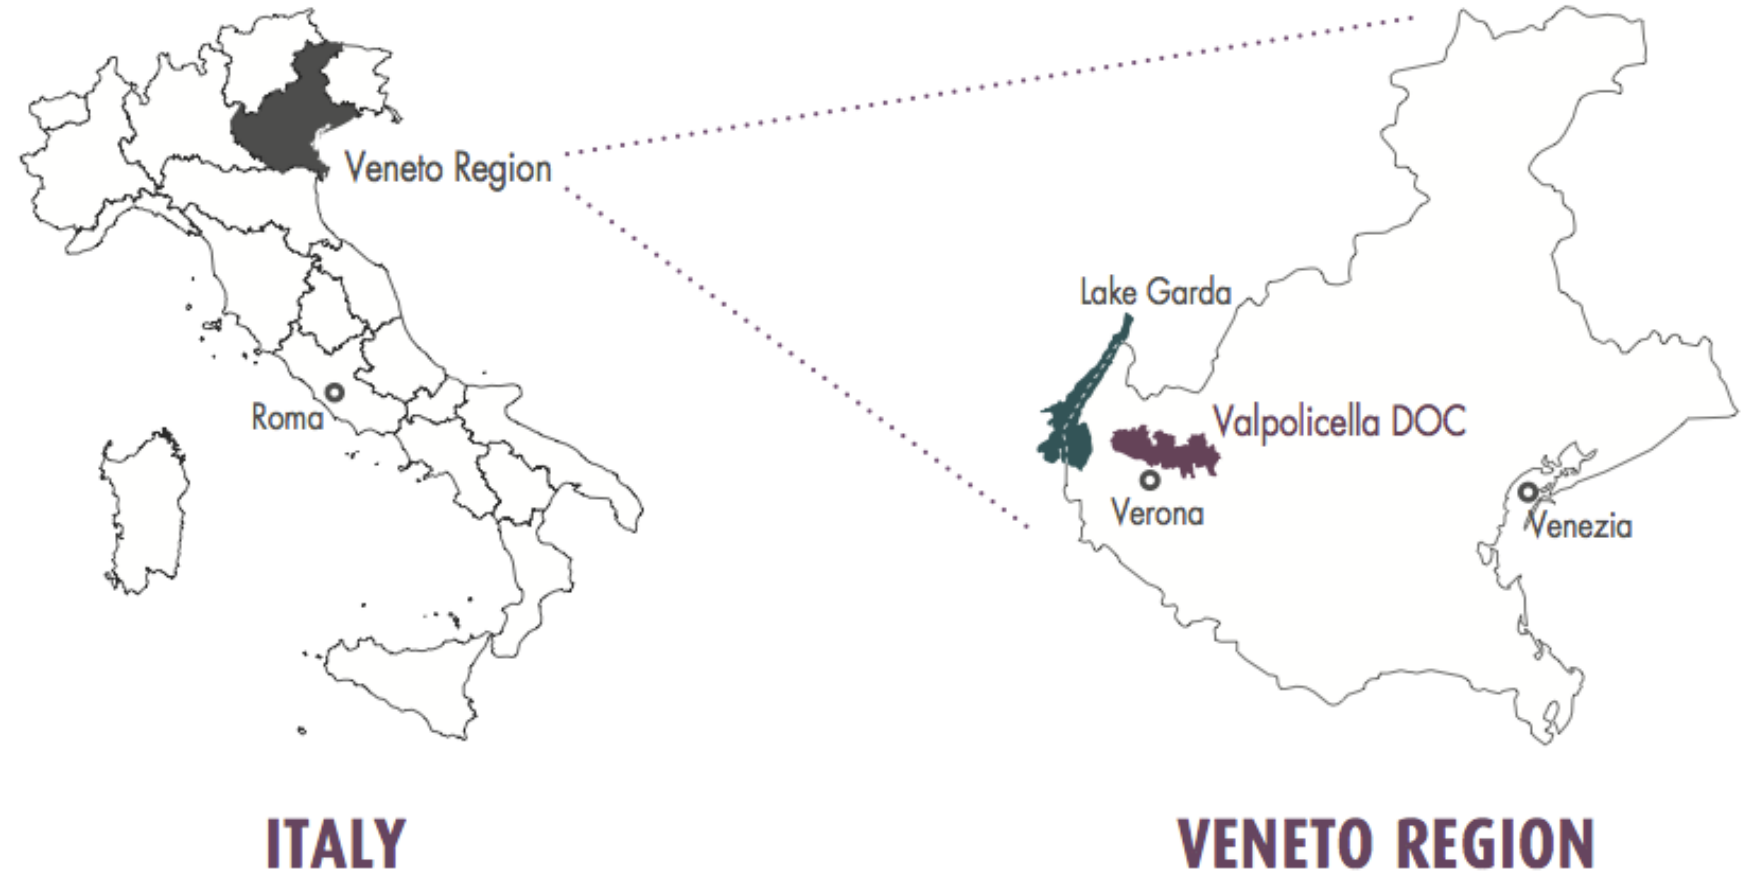 Veneto Region
Roma
ITALY
Lake Garda
Valpolicella DOC
Verona
Venezia
VENETO REGION